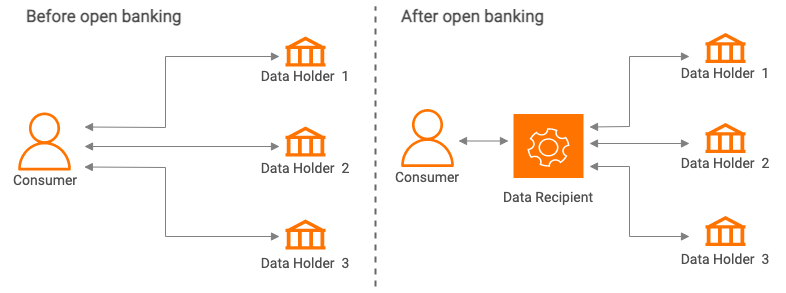 Before open banking
Data Holder 1
Consumer
Data Holder 2
Data Holder 3
After open banking
Data Holder 1
Consumer
Data Recipient
Data Holder 2
Data Holder 3